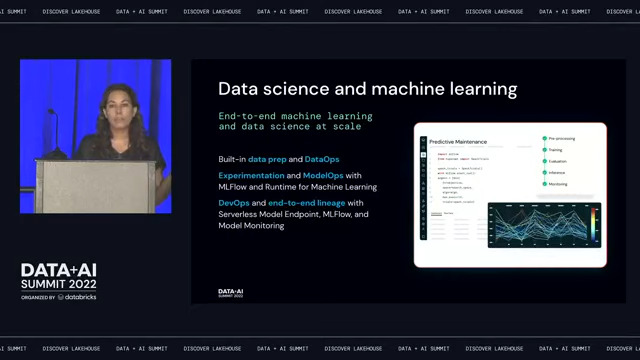 AI SUMMIT DISCOVER LAKEHOUSE DATA + AI SUMMIT DISCOVER LAKEHOUSE DATA + AI SUMMIT DISCOVER LAKEHOUSE DATA + AI SUMMIT DISCOVER LAKEHOUSE
Data science and machine learning
End-to-end machine learning
and data science at scale
Built-in data prep and DataOps
Experimentation and ModelOps with
MLFlow and Runtime for Machine Learning
DevOps and end-to-end lineage with
Serverless Model Endpoint, MLFlow, and
Model Monitoring
Predictive Maintenance
Pre-processing
Training
Evaluation
Inference
Monitoring
DATA+AI
SUMMIT 2022
DATA+AI
SUMMIT 2022
ORGANIZED BY databricks
AI SUMMIT DISCOVER LAKEHOUSE DATA + AI SUMMIT DISCOVER LAKEHOUSE DATA + AI SUMMIT DISCOVER LAKEHOUSE DATA + AI SUMMIT DISCOVER LAKEHOUSE